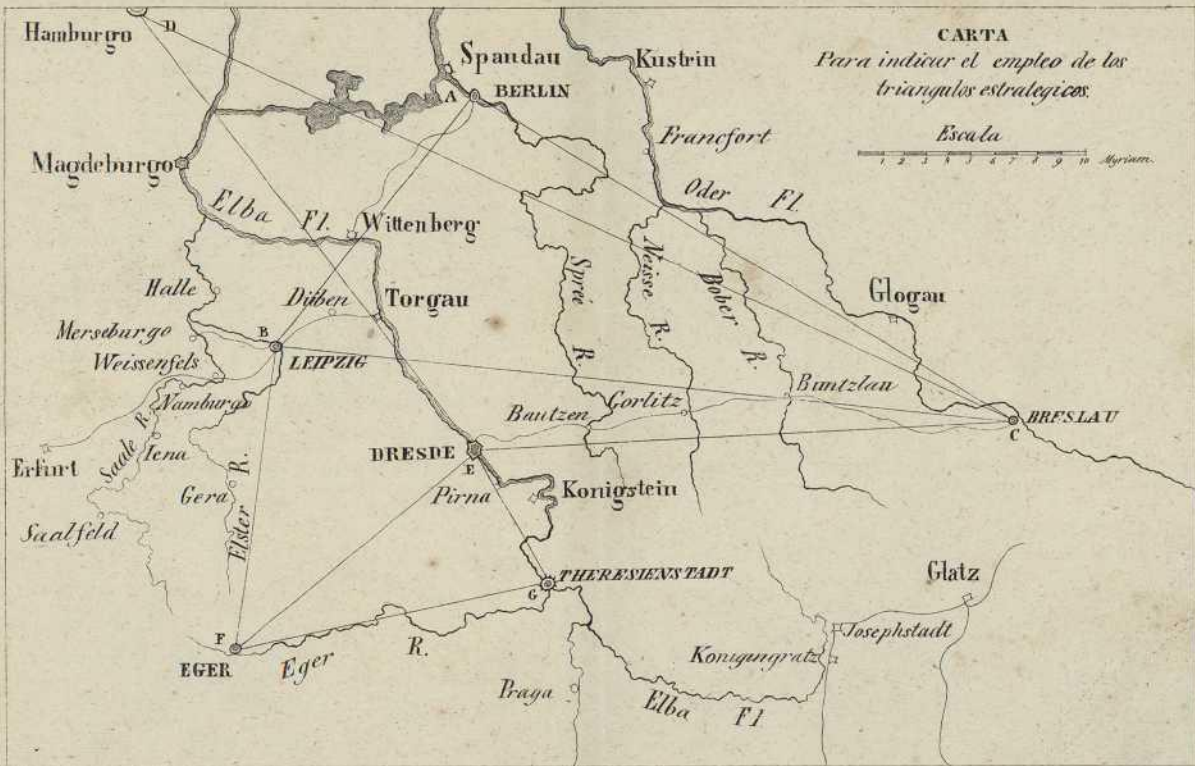 CARTA
Para indicar el empleo de los
triangulos estrategicos.
Escala
1 2 3 4 5 6 7 8 9 10 Myriam.
Hamburgo
D
Spandau
Kustrin
A
BERLIN
Francfort
Magdeburgo
Oder Fl.
Elba Fl.
Wittenberg
Sprée R.
Neisse R.
Bober R.
Halle
Düben
Torgau
Glogau
Merseburgo
B
Weissenfels
LEIPZIG
Namburg
Buntzlau
Bautzen
Gorlitz
BRESLAU
C
Erfurt
Saale R.
Iena
DRESDE
E
Gera
Elster R.
Pirna
Konigstein
Saalfeld
THERESIENSTADT
G
Glatz
F
EGER
Eger R.
Josephstadt
Konigingratz
Praga
Elba Fl